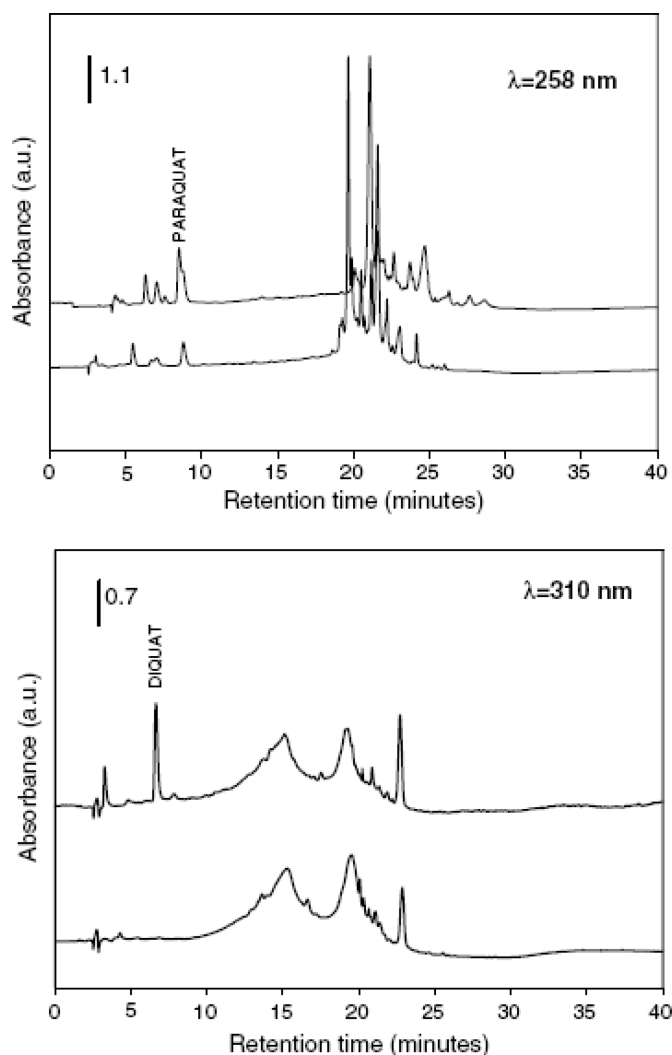 1.1
λ=258 nm
PARAQUAT
Absorbance (a.u.)
0 5 10 15 20 25 30 35 40
Retention time (minutes)
0.7
λ=310 nm
DIQUAT
Absorbance (a.u.)
0 5 10 15 20 25 30 35 40
Retention time (minutes)